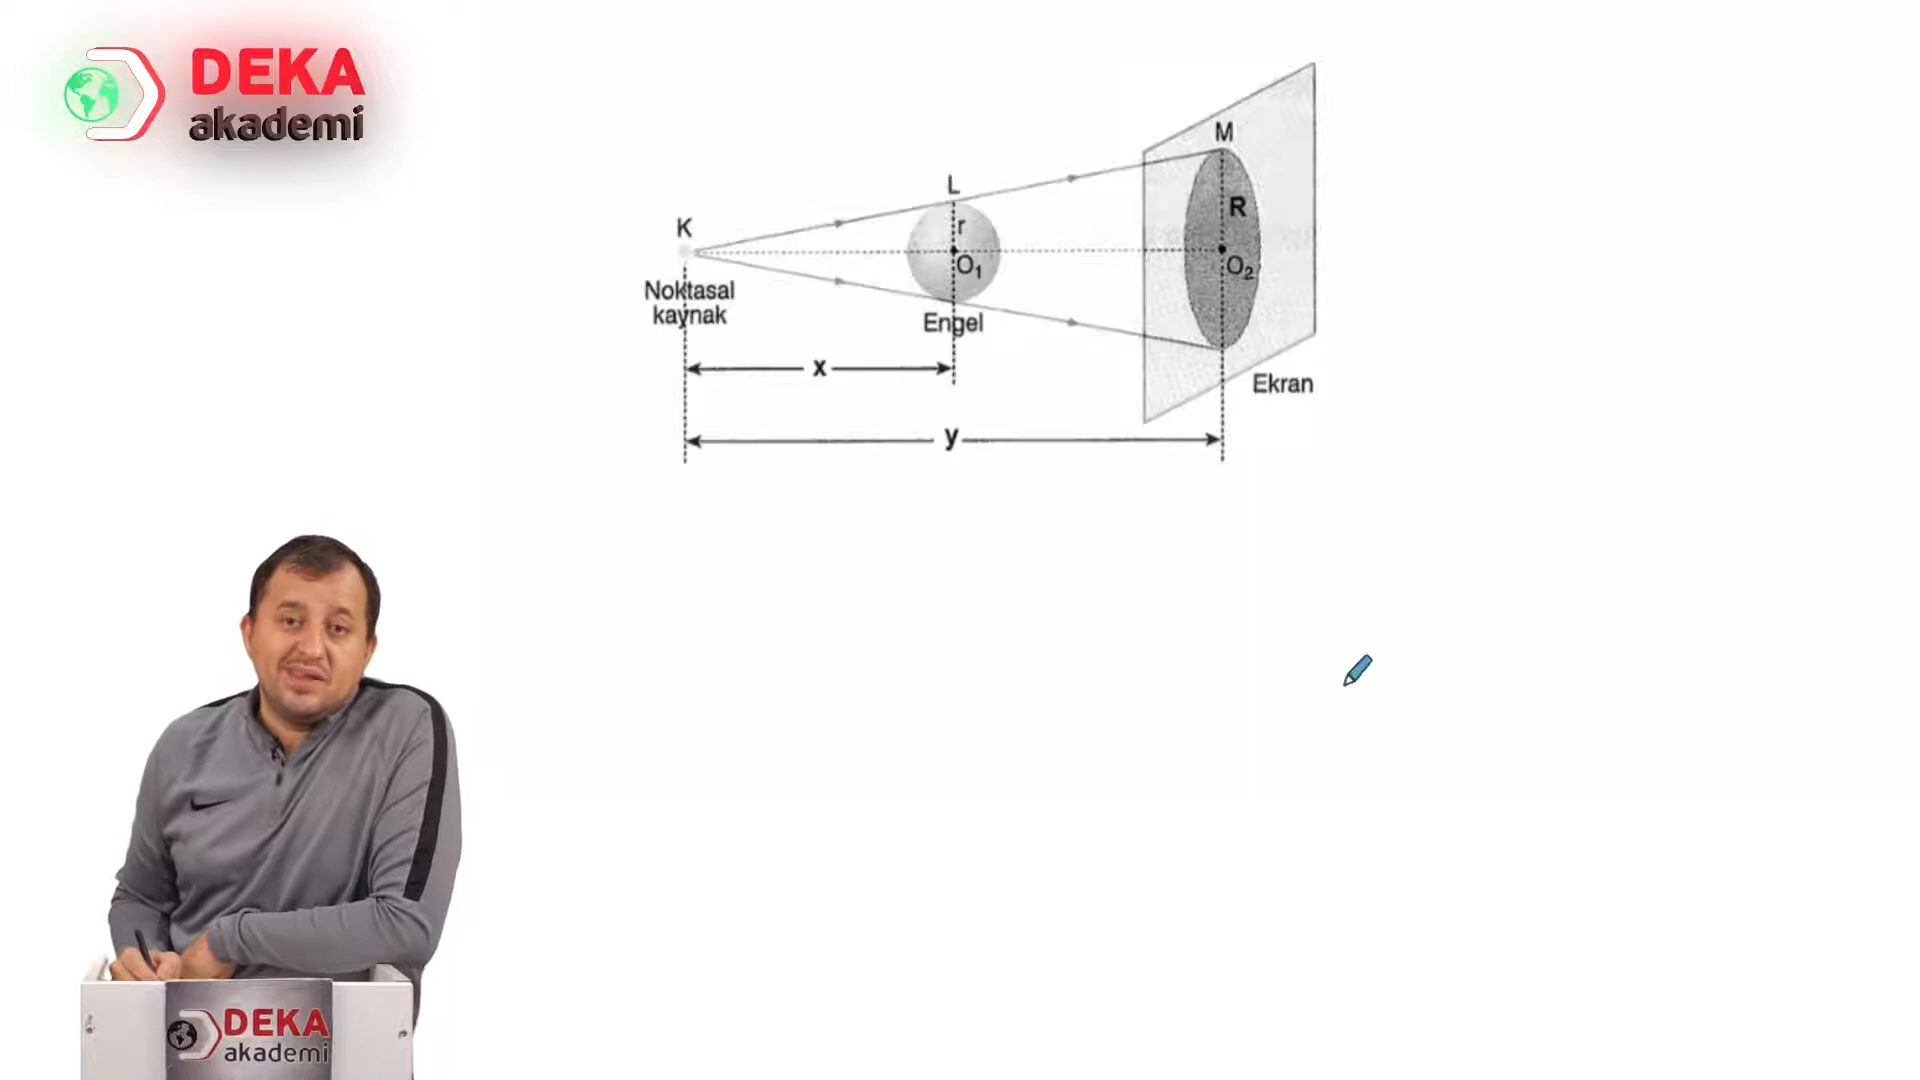 DEKA
akademi
M
L
R
K
r
O₁
O₂
Noktasal
kaynak
Engel
x
Ekran
y
DEKA
akademi